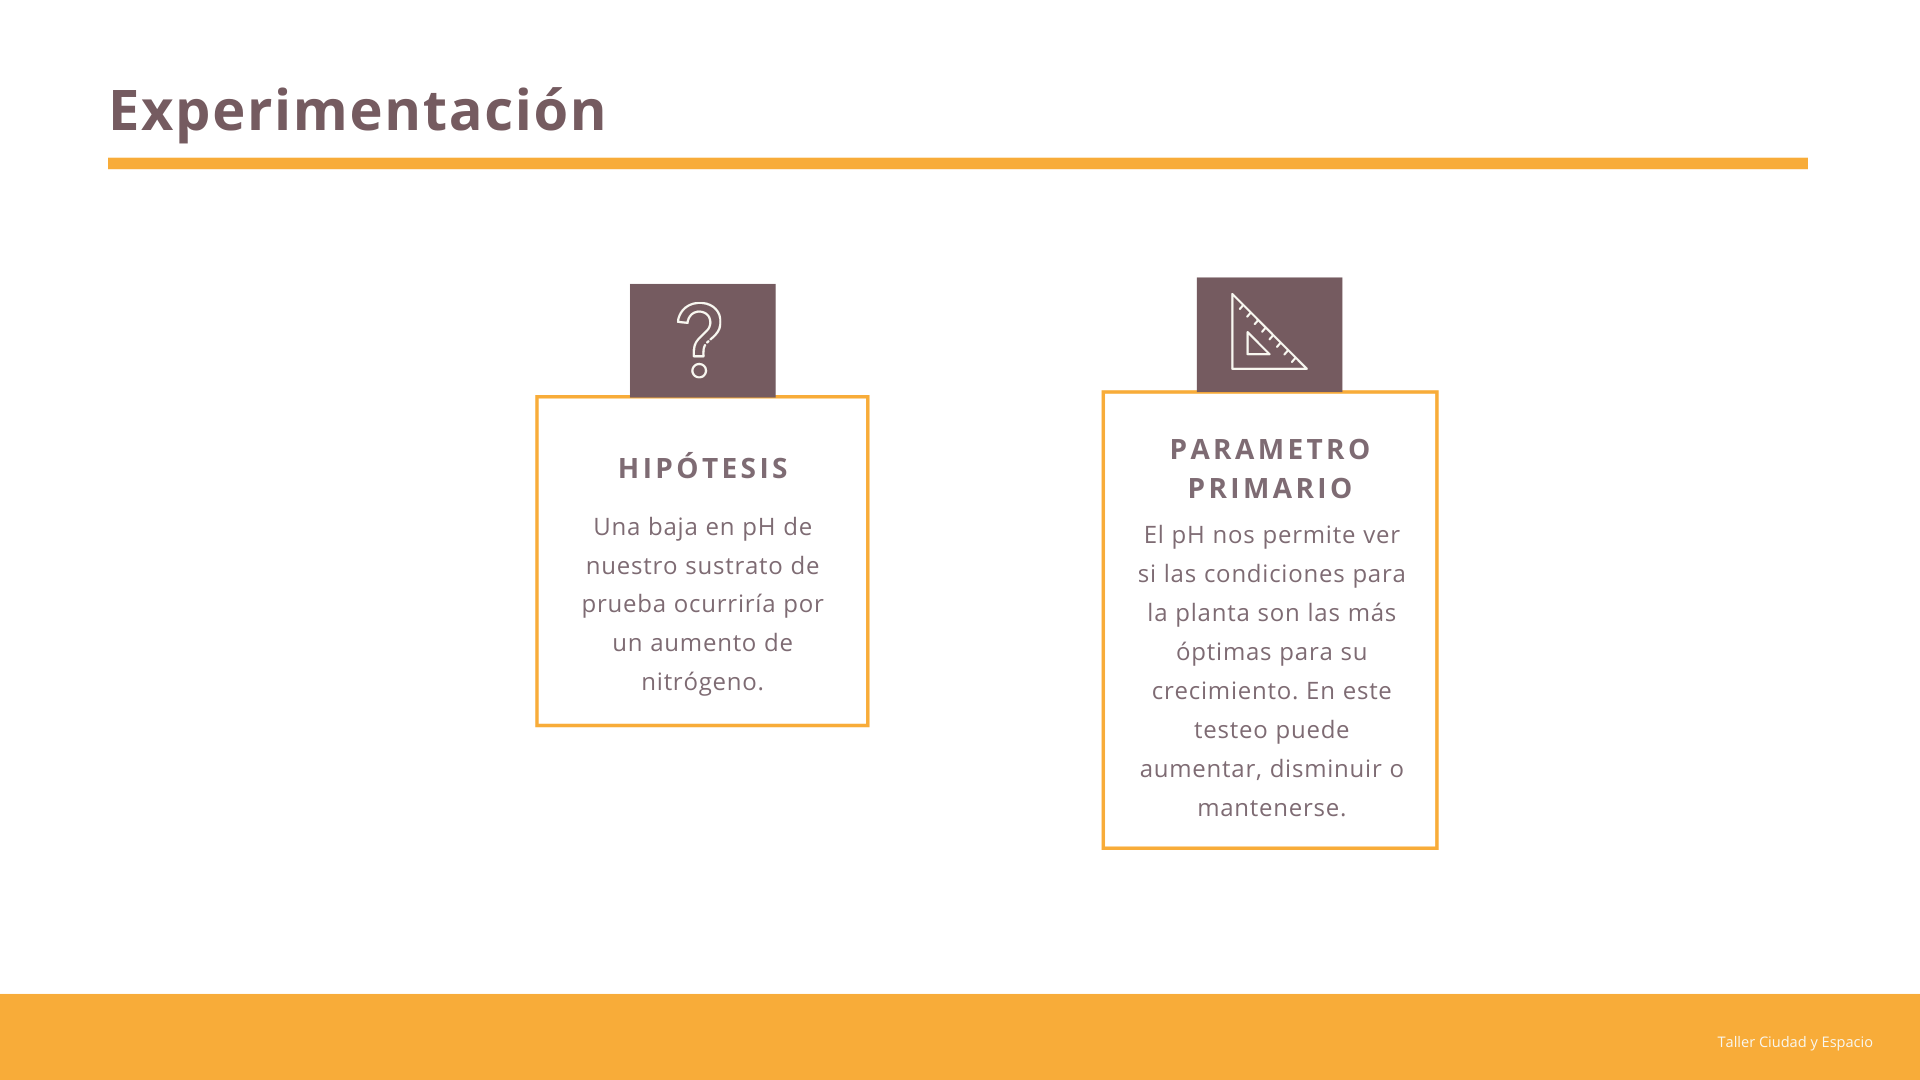 Experimentación
HIPÓTESIS
Una baja en pH de
nuestro sustrato de
prueba ocurriría por
un aumento de
nitrógeno.
PARAMETRO
PRIMARIO
El pH nos permite ver
si las condiciones para
la planta son las más
óptimas para su
crecimiento. En este
testeo puede
aumentar, disminuir o
mantenerse.
Taller Ciudad y Espacio